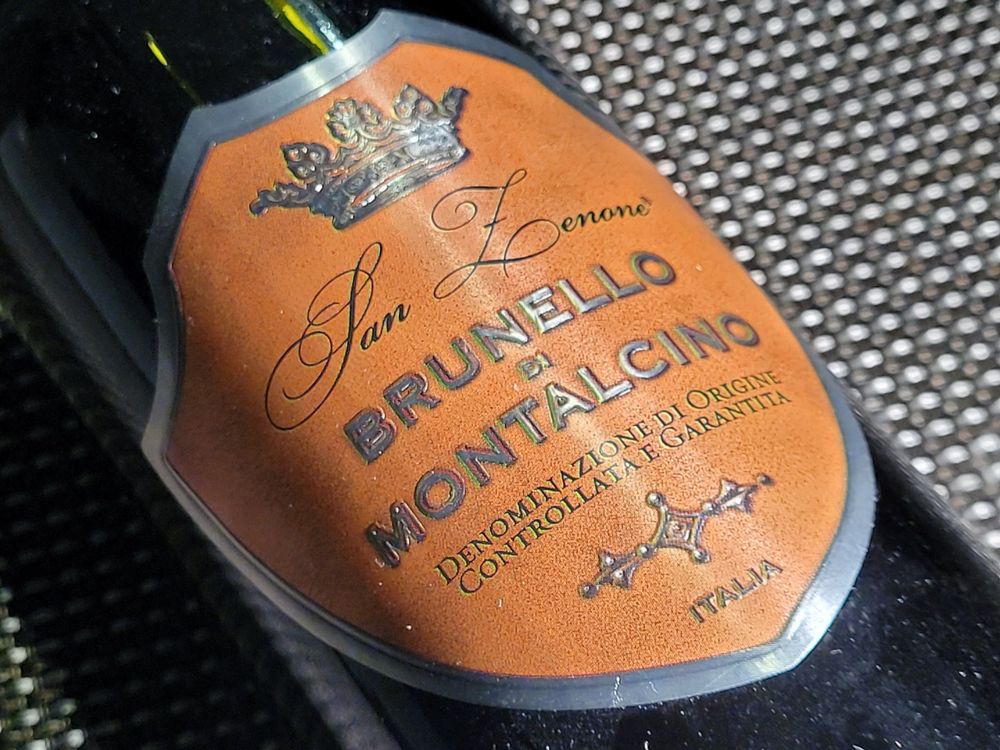 San Zenone
BRUNELLO
DI
MONTALCINO
DENOMINAZIONE DI ORIGINE
CONTROLLATA E GARANTITA
ITALIA